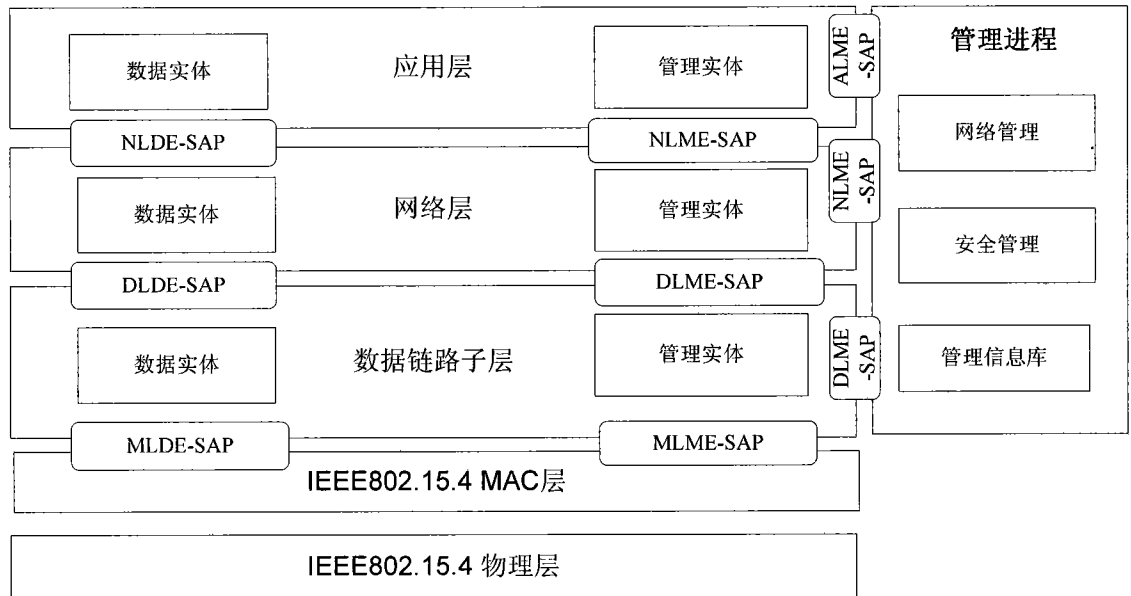 管理进程
ALME
-SAP
数据实体
应用层
管理实体
网络管理
NLDE-SAP
NLME-SAP
NLME
-SAP
数据实体
网络层
管理实体
安全管理
DLDE-SAP
DLME-SAP
数据实体
数据链路子层
管理实体
DLME
-SAP
管理信息库
MLDE-SAP
MLME-SAP
IEEE802.15.4 MAC层
IEEE802.15.4 物理层